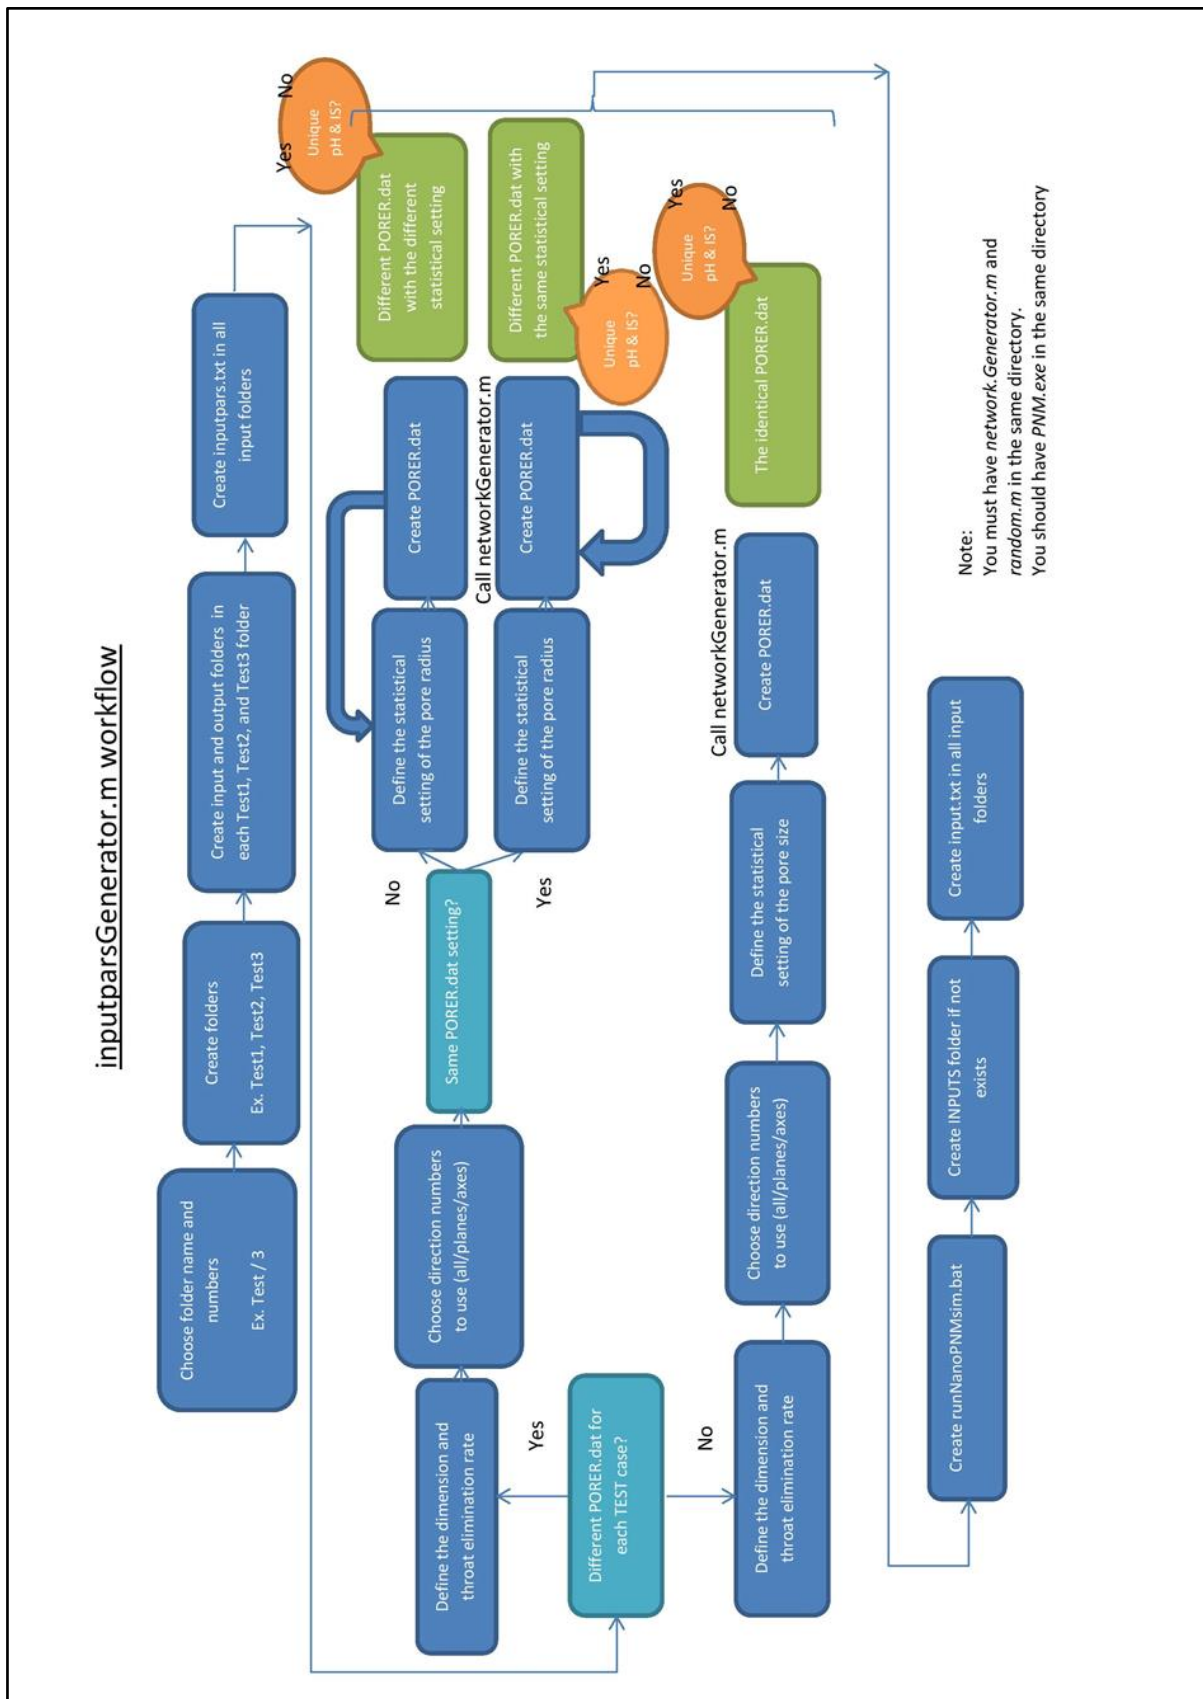 inputparsGenerator.m workflow
Choose folder name and
numbers
Ex. Test / 3
Create folders
Ex. Test1, Test2, Test3
Create input and output folders in
each Test1, Test2, and Test3 folder
Create inputpars.txt in all
input folders
Different PORER.dat for
each TEST case?
Yes
No
Define the dimension and
throat elimination rate
Choose direction numbers
to use (all/planes/axes)
Same PORER.dat setting?
No
Yes
Define the statistical
setting of the pore radius
Create PORER.dat
Different PORER.dat
with the different
statistical setting
Unique
pH & IS?
Yes
No
Define the statistical
setting of the pore radius
Call networkGenerator.m
Create PORER.dat
Different PORER.dat with
the same statistical setting
Unique
pH & IS?
Yes
No
Define the dimension and
throat elimination rate
Choose direction numbers
to use (all/planes/axes)
Define the statistical
setting of the pore size
Call networkGenerator.m
Create PORER.dat
The identical PORER.dat
Unique
pH & IS?
Yes
No
Create runNanoPNMsim.bat
Create INPUTS folder if not
exists
Create input.txt in all input
folders
Note:
You must have network.Generator.m and
random.m in the same directory.
You should have PNM.exe in the same directory